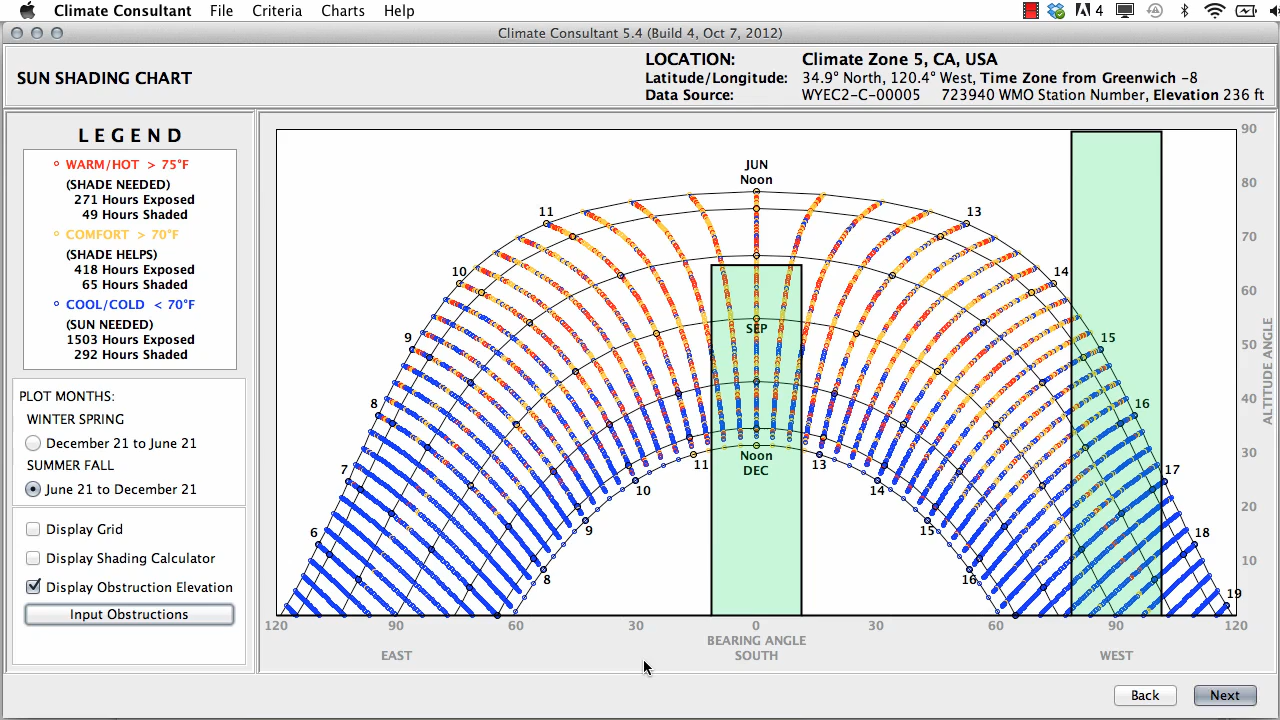 Climate Consultant File Criteria Charts Help 4
Climate Consultant 5.4 (Build 4, Oct 7, 2012)
SUN SHADING CHART
LOCATION: Climate Zone 5, CA, USA
Latitude/Longitude: 34.9° North, 120.4° West, Time Zone from Greenwich -8
Data Source: WYEC2-C-00005 723940 WMO Station Number, Elevation 236 ft
LEGEND
WARM/HOT > 75°F
(SHADE NEEDED)
271 Hours Exposed
49 Hours Shaded
COMFORT > 70°F
(SHADE HELPS)
418 Hours Exposed
65 Hours Shaded
COOL/COLD < 70°F
(SUN NEEDED)
1503 Hours Exposed
292 Hours Shaded
PLOT MONTHS:
WINTER SPRING
December 21 to June 21
SUMMER FALL
June 21 to December 21
Display Grid
Display Shading Calculator
Display Obstruction Elevation
Input Obstructions
JUN
Noon
11 13
10 14
9 15
8 16
7 17
6 18
19
SEP
Noon
DEC
11 13
10 14
9 15
8 16
90
80
70
60
50
40
30
20
10
ALTITUDE ANGLE
120 90 60 30 0 30 60 90 120
BEARING ANGLE
EAST SOUTH WEST
Back Next